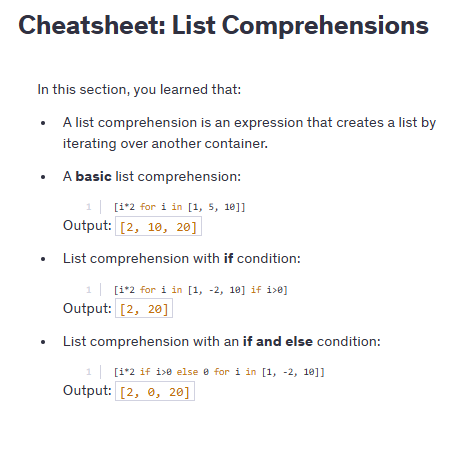 Cheatsheet: List Comprehensions
In this section, you learned that:
• A list comprehension is an expression that creates a list by
iterating over another container.
• A basic list comprehension:
1 [i*2 for i in [1, 5, 10]]
Output: [2, 10, 20]
• List comprehension with if condition:
1 [i*2 for i in [1, -2, 10] if i>0]
Output: [2, 20]
• List comprehension with an if and else condition:
1 [i*2 if i>0 else 0 for i in [1, -2, 10]]
Output: [2, 0, 20]